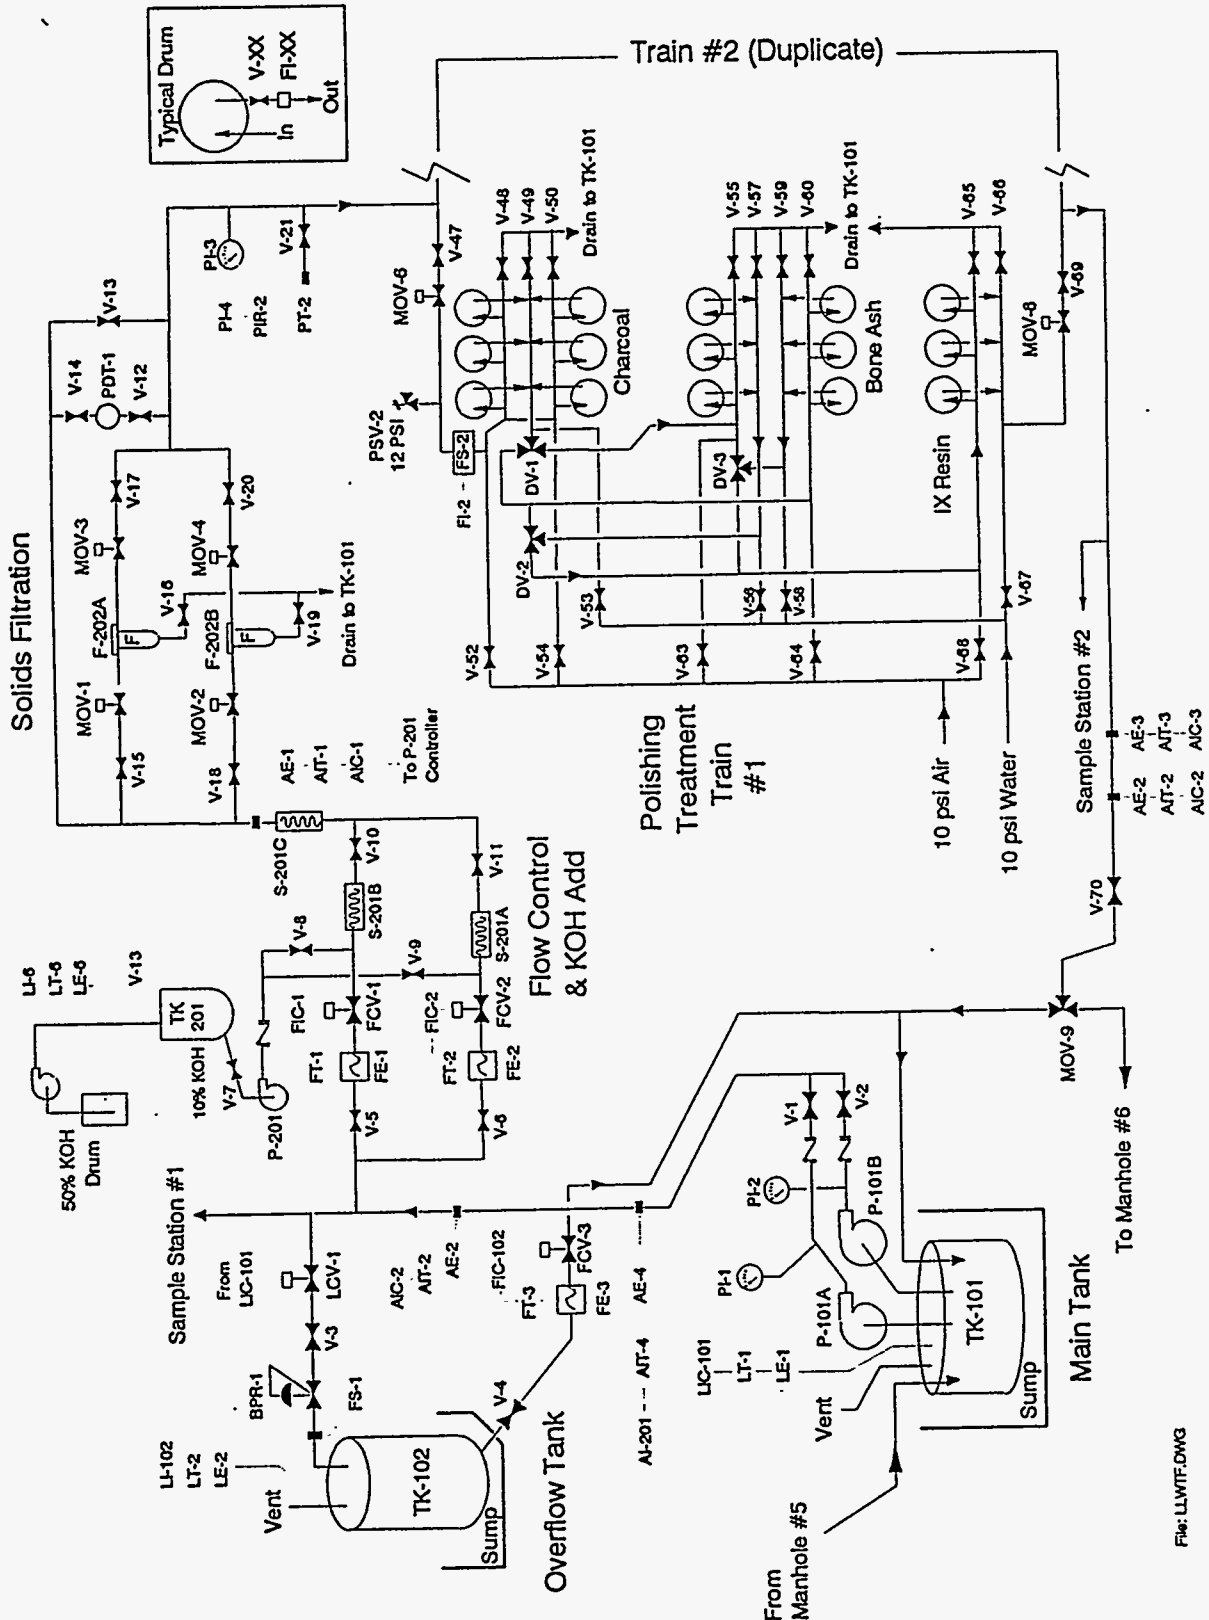 Solids Filtration
Typical Drum
V-XX
FI-XX
In
Out
V-14
PDT-1
V-12
V-13
PI-3
PI-4
PIR-2
V-21
PT-2
MOV-1
F-202A
MOV-3
V-17
V-15
F
V-16
MOV-2
F-202B
MOV-4
V-20
V-18
F
V-19
Drain to TK-101
AE-1
AIT-1
AIC-1
To P-201
Controller
Train #2 (Duplicate)
MOV-6
V-47
PSV-2
12 PSI
FI-2
FS-2
V-48
V-49
V-50
Drain to TK-101
Charcoal
DV-1
DV-2
V-52
V-53
V-54
V-55
V-57
V-59
V-60
Drain to TK-101
Bone Ash
DV-3
V-56
V-58
V-63
V-64
V-65
V-66
IX Resin
V-67
V-68
MOV-8
V-69
Polishing
Treatment
Train
#1
10 psi Air
10 psi Water
Sample Station #2
AE-3
AIT-3
AIC-3
AE-2
AIT-2
AIC-2
V-70
MOV-9
To Manhole #6
LI-6
LT-6
LE-6
V-13
TK
201
10% KOH
V-7
P-201
50% KOH
Drum
S-201C
V-10
S-201B
V-8
V-11
S-201A
V-9
FIC-1
FCV-1
FT-1
FE-1
V-5
FIC-2
FCV-2
FT-2
FE-2
V-6
Flow Control
& KOH Add
Sample Station #1
From
LIC-101
LCV-1
V-3
BPR-1
FS-1
LI-102
LT-2
LE-2
Vent
TK-102
Sump
Overflow Tank
V-4
AIC-2
AIT-2
AE-2
FIC-102
FT-3
FCV-3
FE-3
AI-201
AIT-4
AE-4
V-1
V-2
PI-2
P-101B
PI-1
P-101A
LIC-101
LT-1
LE-1
Vent
TK-101
Sump
Main Tank
From
Manhole #5
File: LLWTF.DWG